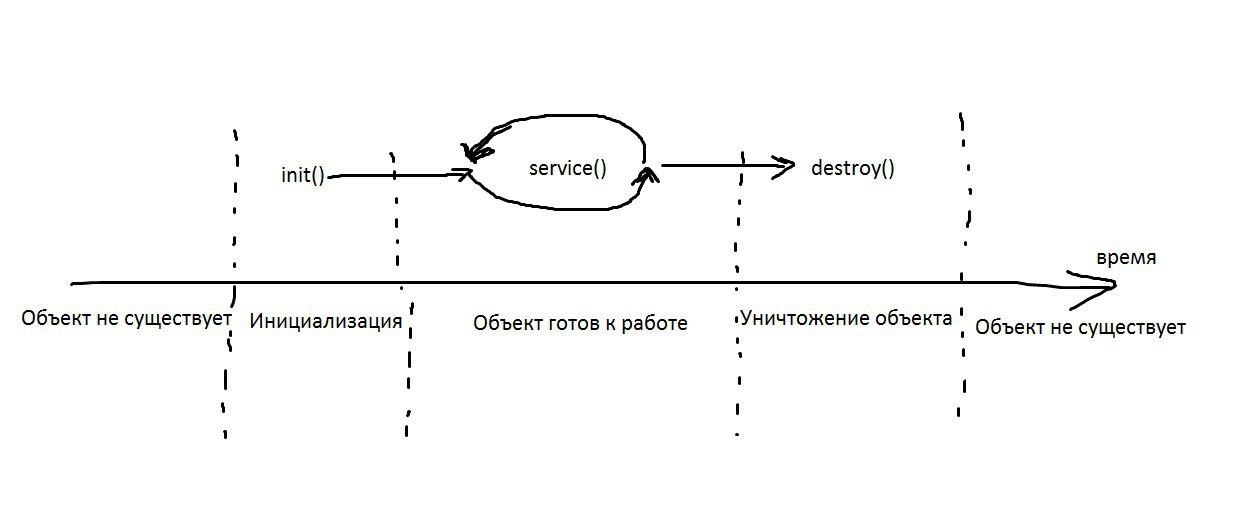 init()
service()
destroy()
время
Объект не существует
Инициализация
Объект готов к работе
Уничтожение объекта
Объект не существует